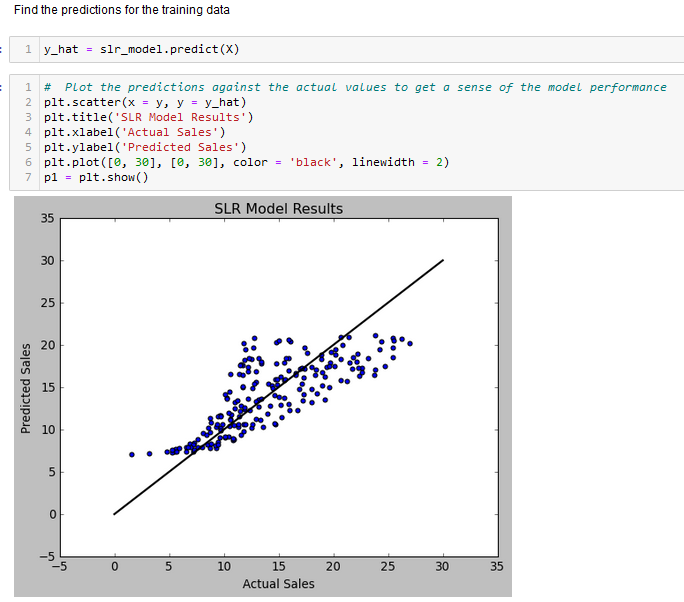 Find the predictions for the training data
1 y_hat = slr_model.predict(X)
1 #  Plot the predictions against the actual values to get a sense of the model performance
2 plt.scatter(x = y, y = y_hat)
3 plt.title('SLR Model Results')
4 plt.xlabel('Actual Sales')
5 plt.ylabel('Predicted Sales')
6 plt.plot([0, 30], [0, 30], color = 'black', linewidth = 2)
7 p1 = plt.show()
SLR Model Results
35
30
25
20
15
10
5
0
−5
Predicted Sales
−5 0 5 10 15 20 25 30 35
Actual Sales